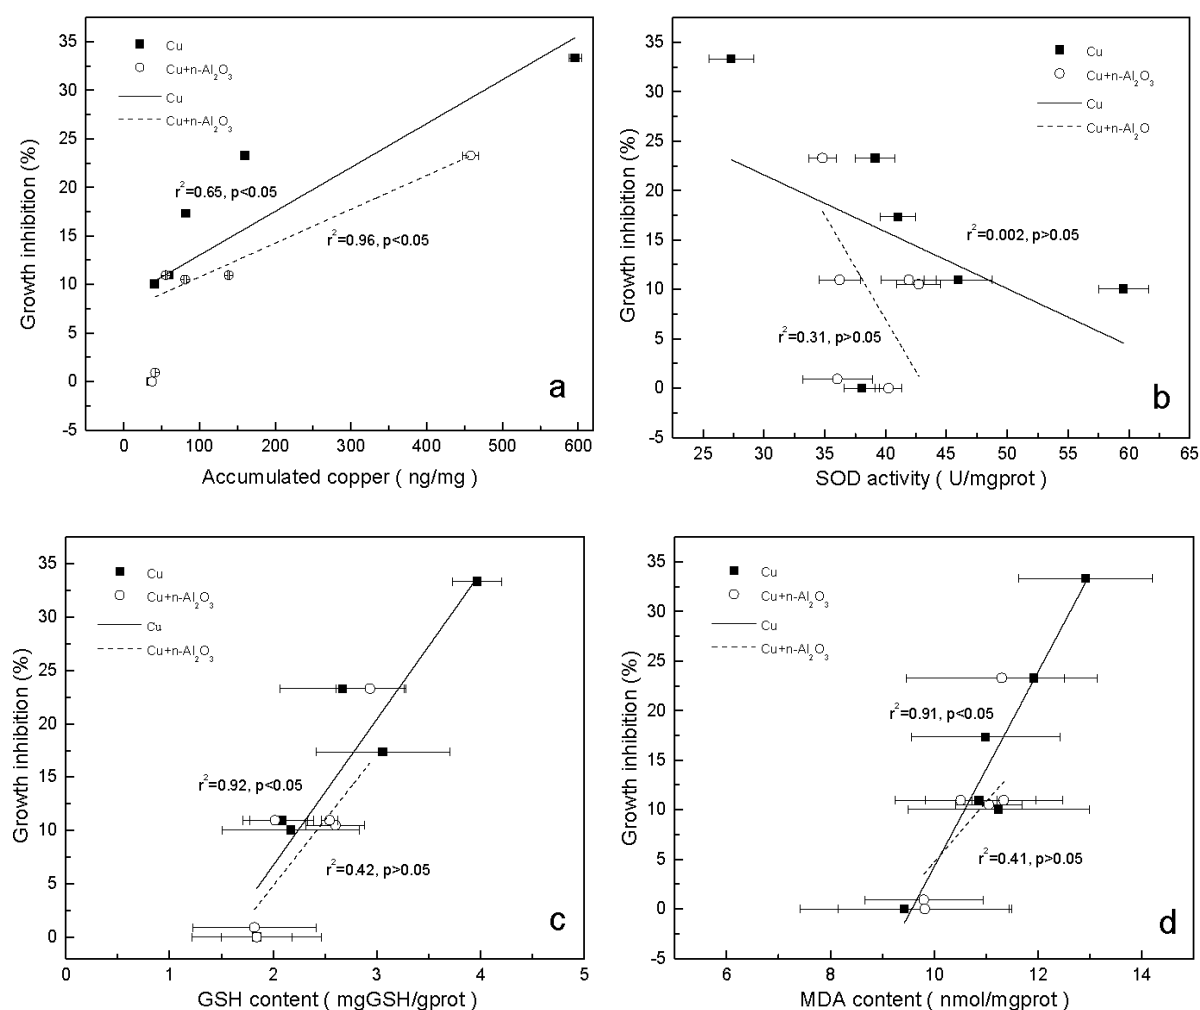 35
30
25
20
15
10
5
0
-5
Growth inhibition (%)
Cu
Cu+n-Al2O3
Cu
Cu+n-Al2O3
r2=0.65, p<0.05
r2=0.96, p<0.05
a
0 100 200 300 400 500 600
Accumulated copper ( ng/mg )
35
30
25
20
15
10
5
0
-5
Growth inhibition (%)
Cu
Cu+n-Al2O3
Cu
Cu+n-Al2O
r2=0.002, p>0.05
r2=0.31, p>0.05
b
25 30 35 40 45 50 55 60 65
SOD activity ( U/mgprot )
35
30
25
20
15
10
5
0
Growth inhibition (%)
Cu
Cu+n-Al2O3
Cu
Cu+n-Al2O3
r2=0.92, p<0.05
r2=0.42, p>0.05
c
0 1 2 3 4 5
GSH content ( mgGSH/gprot )
35
30
25
20
15
10
5
0
-5
Growth inhibition (%)
Cu
Cu+n-Al2O3
Cu
Cu+n-Al2O3
r2=0.91, p<0.05
r2=0.41, p>0.05
d
6 8 10 12 14
MDA content ( nmol/mgprot )